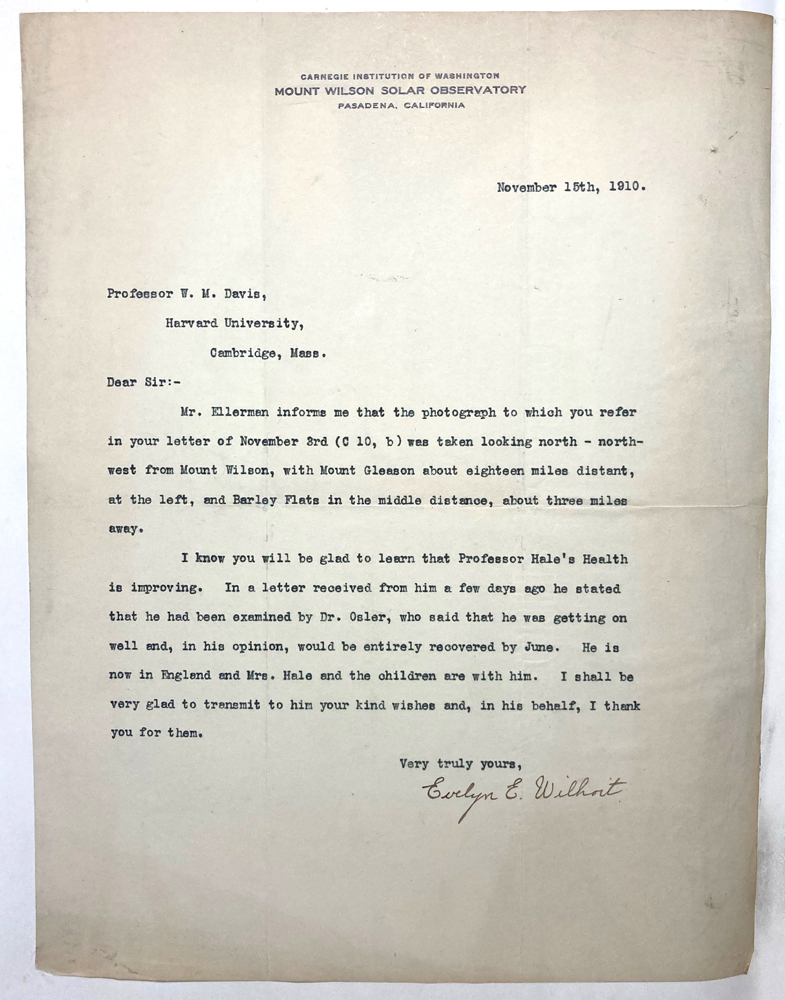 CARNEGIE INSTITUTION OF WASHINGTON
MOUNT WILSON SOLAR OBSERVATORY
PASADENA, CALIFORNIA
November 15th, 1910.
Professor W. M. Davis,
Harvard University,
Cambridge, Mass.
Dear Sir:-
Mr. Ellerman informs me that the photograph to which you refer
in your letter of November 3rd (C 10, b) was taken looking north - north-
west from Mount Wilson, with Mount Gleason about eighteen miles distant,
at the left, and Barley Flats in the middle distance, about three miles
away.
I know you will be glad to learn that Professor Hale's Health
is improving. In a letter received from him a few days ago he stated
that he had been examined by Dr. Osler, who said that he was getting on
well and, in his opinion, would be entirely recovered by June. He is
now in England and Mrs. Hale and the children are with him. I shall be
very glad to transmit to him your kind wishes and, in his behalf, I thank
you for them.
Very truly yours,
Evelyn E. Wilhoit